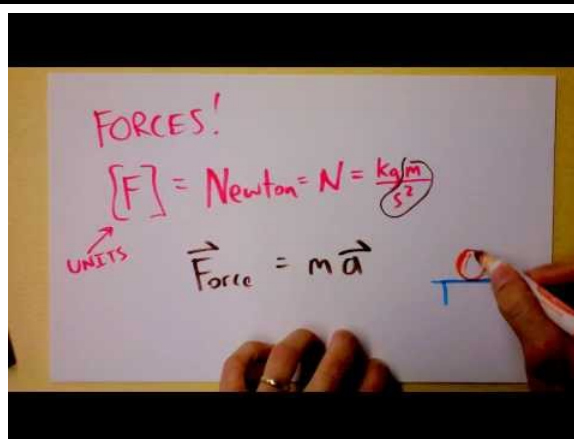 FORCES!
[F] = Newton = N = kg m / s²
UNITS
F⃗orce = m a⃗